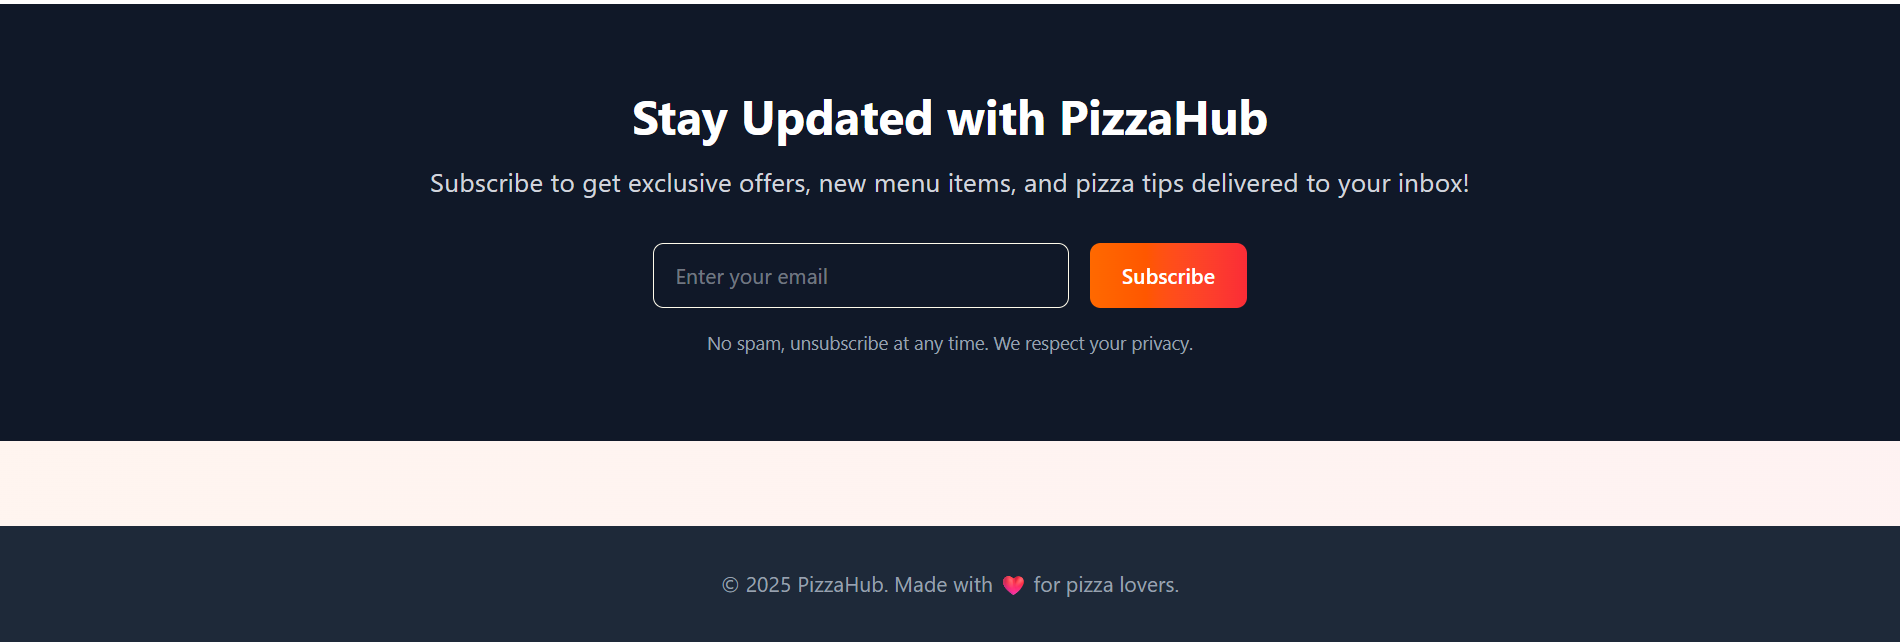 Stay Updated with PizzaHub
Subscribe to get exclusive offers, new menu items, and pizza tips delivered to your inbox!
Enter your email
Subscribe
No spam, unsubscribe at any time. We respect your privacy.
© 2025 PizzaHub. Made with ❤️ for pizza lovers.